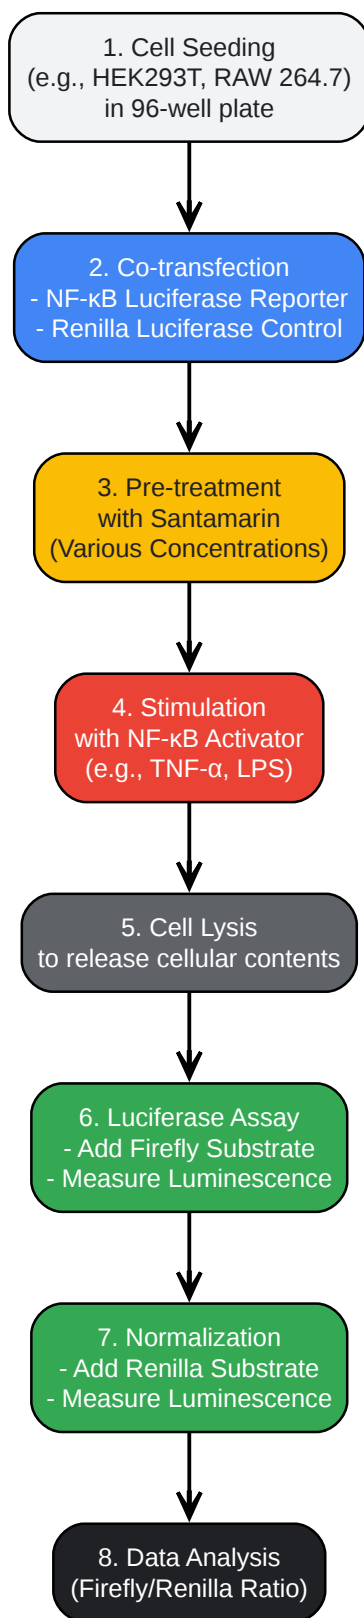 1. Cell Seeding
(e.g., HEK293T, RAW 264.7)
in 96-well plate
2. Co-transfection
- NF-κB Luciferase Reporter
- Renilla Luciferase Control
3. Pre-treatment
with Santamarin
(Various Concentrations)
4. Stimulation
with NF-κB Activator
(e.g., TNF-α, LPS)
5. Cell Lysis
to release cellular contents
6. Luciferase Assay
- Add Firefly Substrate
- Measure Luminescence
7. Normalization
- Add Renilla Substrate
- Measure Luminescence
8. Data Analysis
(Firefly/Renilla Ratio)